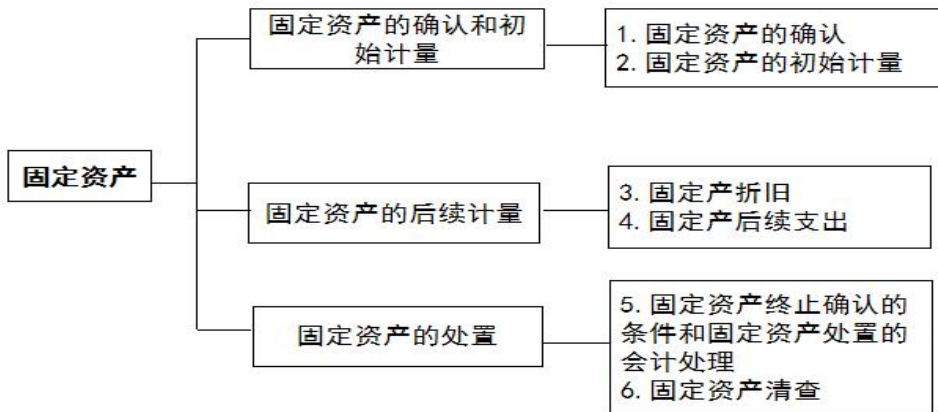 固定资产
固定资产的确认和初
始计量
1. 固定资产的确认
2. 固定资产的初始计量
固定资产的后续计量
3. 固定产折旧
4. 固定产后续支出
固定资产的处置
5. 固定资产终止确认的
条件和固定资产处置的
会计处理
6. 固定资产清查